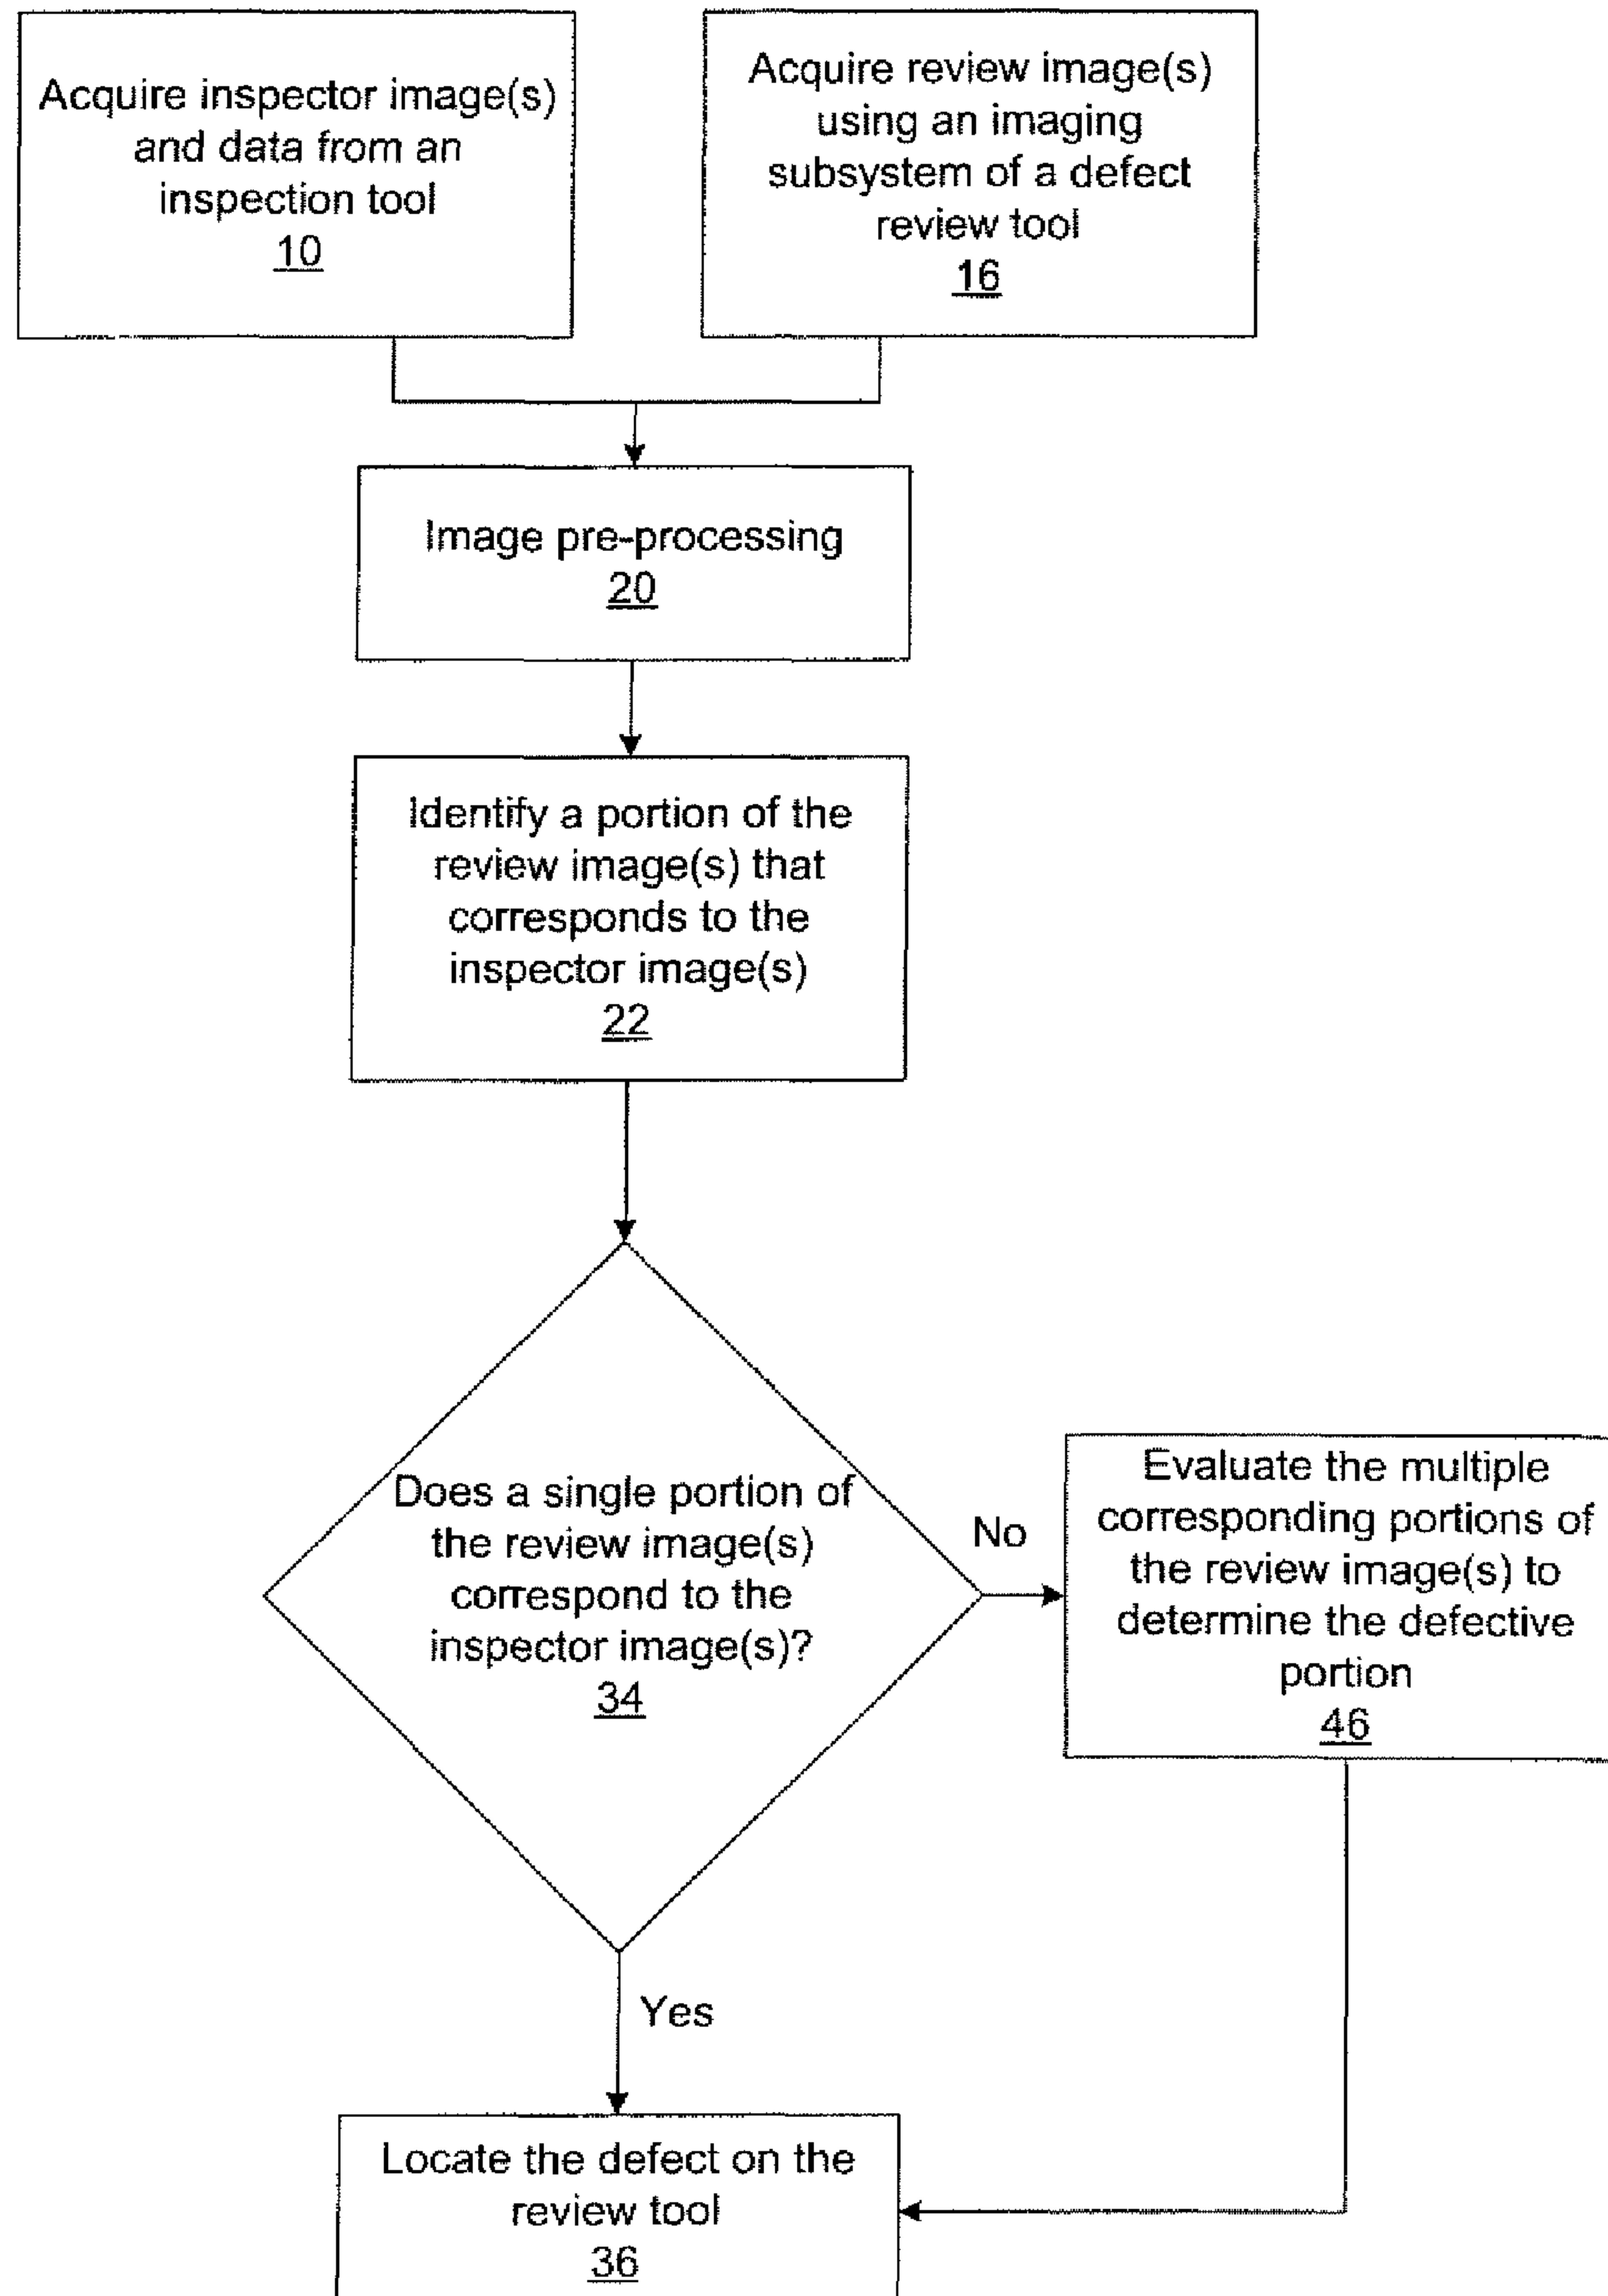 Acquire inspector image(s)
and data from an
inspection tool
10
Acquire review image(s)
using an imaging
subsystem of a defect
review tool
16
Image pre-processing
20
Identify a portion of the
review image(s) that
corresponds to the
inspector image(s)
22
Does a single portion of
the review image(s)
correspond to the
inspector image(s)?
34
No
Evaluate the multiple
corresponding portions of
the review image(s) to
determine the defective
portion
46
Yes
Locate the defect on the
review tool
36